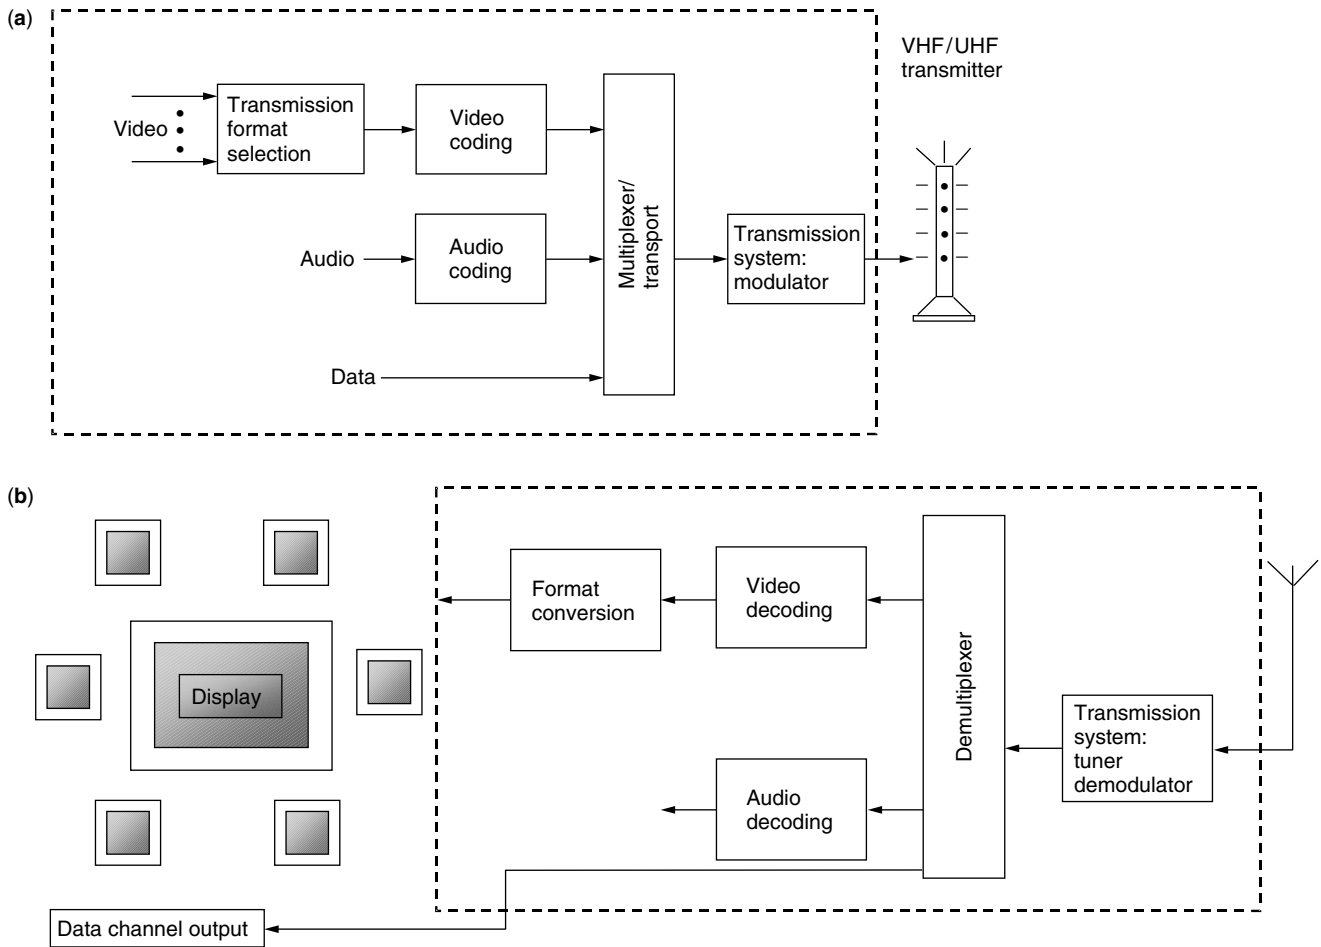 (a)
VHF/UHF
transmitter
Transmission
format
selection
Video
coding
Video
Multiplexer/
transport
Audio
Audio
coding
Transmission
system:
modulator
Data
(b)
Format
conversion
Video
decoding
Demultiplexer
Display
Transmission
system:
tuner
demodulator
Audio
decoding
Data channel output